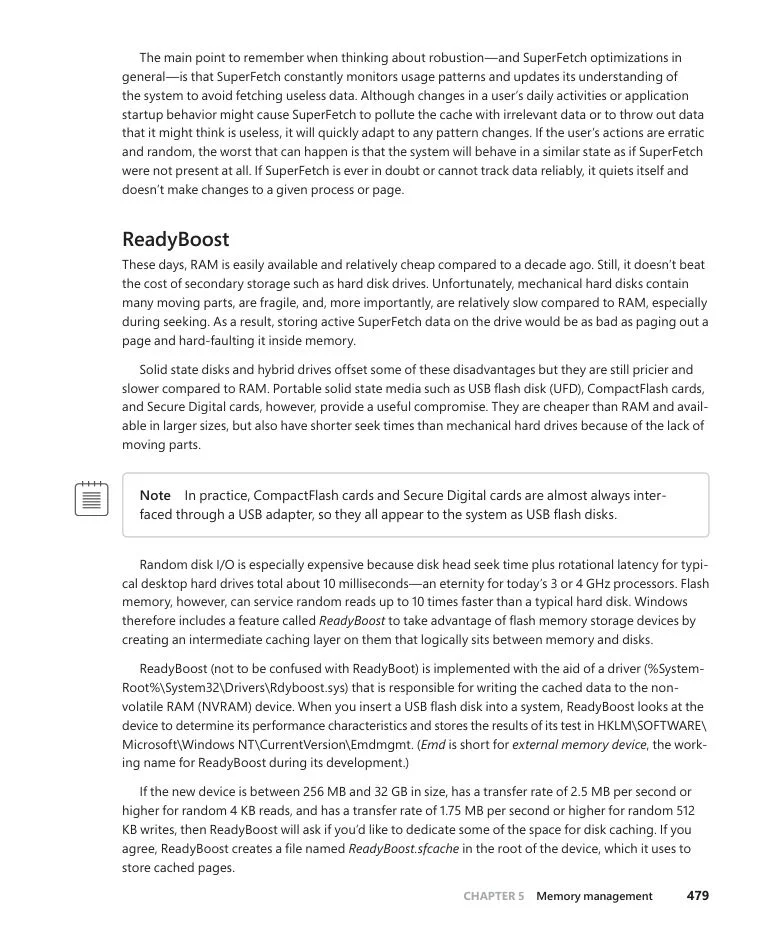 The main point to remember when thinking about robustion—and SuperFetch optimizations in
general—is that SuperFetch constantly monitors usage patterns and updates its understanding of
the system to avoid fetching useless data. Although changes in a user’s daily activities or application
startup behavior might cause SuperFetch to pollute the cache with irrelevant data or to throw out data
that it might think is useless, it will quickly adapt to any pattern changes. If the user’s actions are erratic
and random, the worst that can happen is that the system will behave in a similar state as if SuperFetch
were not present at all. If SuperFetch is ever in doubt or cannot track data reliably, it quiets itself and
doesn’t make changes to a given process or page.
ReadyBoost
These days, RAM is easily available and relatively cheap compared to a decade ago. Still, it doesn’t beat
the cost of secondary storage such as hard disk drives. Unfortunately, mechanical hard disks contain
many moving parts, are fragile, and, more importantly, are relatively slow compared to RAM, especially
during seeking. As a result, storing active SuperFetch data on the drive would be as bad as paging out a
page and hard-faulting it inside memory.
Solid state disks and hybrid drives offset some of these disadvantages but they are still pricier and
slower compared to RAM. Portable solid state media such as USB flash disk (UFD), CompactFlash cards,
and Secure Digital cards, however, provide a useful compromise. They are cheaper than RAM and avail-
able in larger sizes, but also have shorter seek times than mechanical hard drives because of the lack of
moving parts.
Note In practice, CompactFlash cards and Secure Digital cards are almost always inter-
faced through a USB adapter, so they all appear to the system as USB flash disks.
Random disk I/O is especially expensive because disk head seek time plus rotational latency for typi-
cal desktop hard drives total about 10 milliseconds—an eternity for today’s 3 or 4 GHz processors. Flash
memory, however, can service random reads up to 10 times faster than a typical hard disk. Windows
therefore includes a feature called ReadyBoost to take advantage of flash memory storage devices by
creating an intermediate caching layer on them that logically sits between memory and disks.
ReadyBoost (not to be confused with ReadyBoot) is implemented with the aid of a driver (%System-
Root%\System32\Drivers\Rdyboost.sys) that is responsible for writing the cached data to the non-
volatile RAM (NVRAM) device. When you insert a USB flash disk into a system, ReadyBoost looks at the
device to determine its performance characteristics and stores the results of its test in HKLM\SOFTWARE\
Microsoft\Windows NT\CurrentVersion\Emdmgmt. (Emd is short for external memory device, the work-
ing name for ReadyBoost during its development.)
If the new device is between 256 MB and 32 GB in size, has a transfer rate of 2.5 MB per second or
higher for random 4 KB reads, and has a transfer rate of 1.75 MB per second or higher for random 512
KB writes, then ReadyBoost will ask if you’d like to dedicate some of the space for disk caching. If you
agree, ReadyBoost creates a file named ReadyBoost.sfcache in the root of the device, which it uses to
store cached pages.
CHAPTER 5 Memory management 479